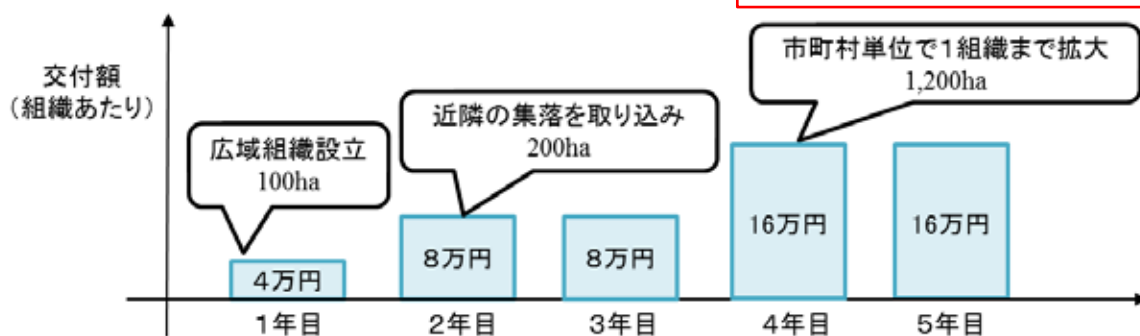 交付額
（組織あたり）
広域組織設立
100ha
近隣の集落を取り込み
200ha
市町村単位で1組織まで拡大
1,200ha
4万円
8万円
8万円
16万円
16万円
1年目
2年目
3年目
4年目
5年目